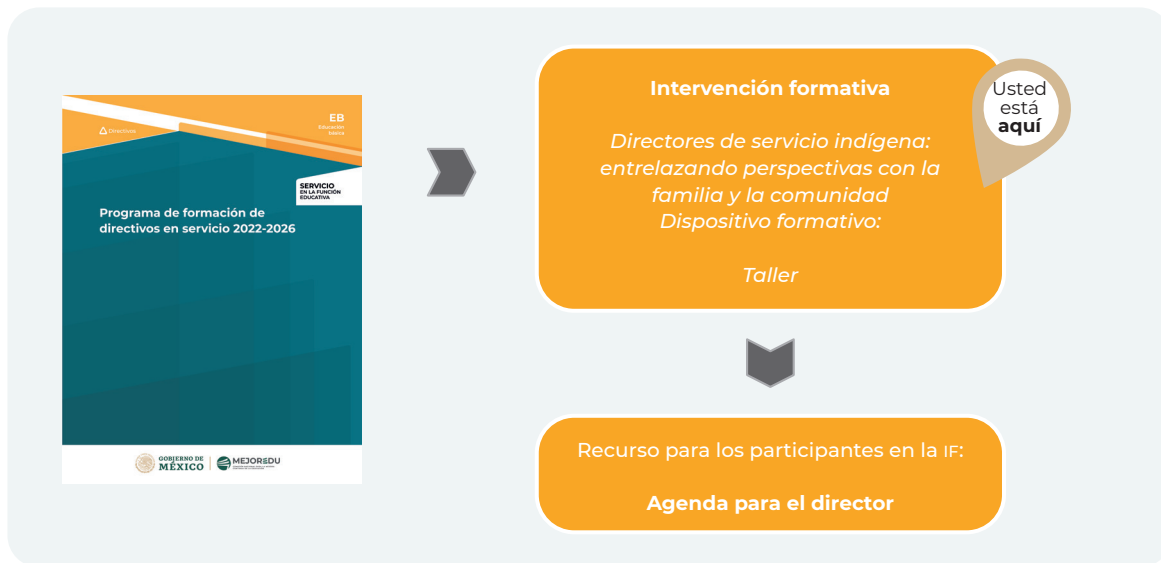 Directivos
EB
Educación
básica
SERVICIO
EN LA FUNCIÓN
EDUCATIVA
Programa de formación de
directivos en servicio 2022-2026
GOBIERNO DE
MÉXICO
MEJOREDU
Intervención formativa
Directores de servicio indígena:
entrelazando perspectivas con la
familia y la comunidad
Dispositivo formativo:
Taller
Usted
está
aquí
Recurso para los participantes en la IF:
Agenda para el director